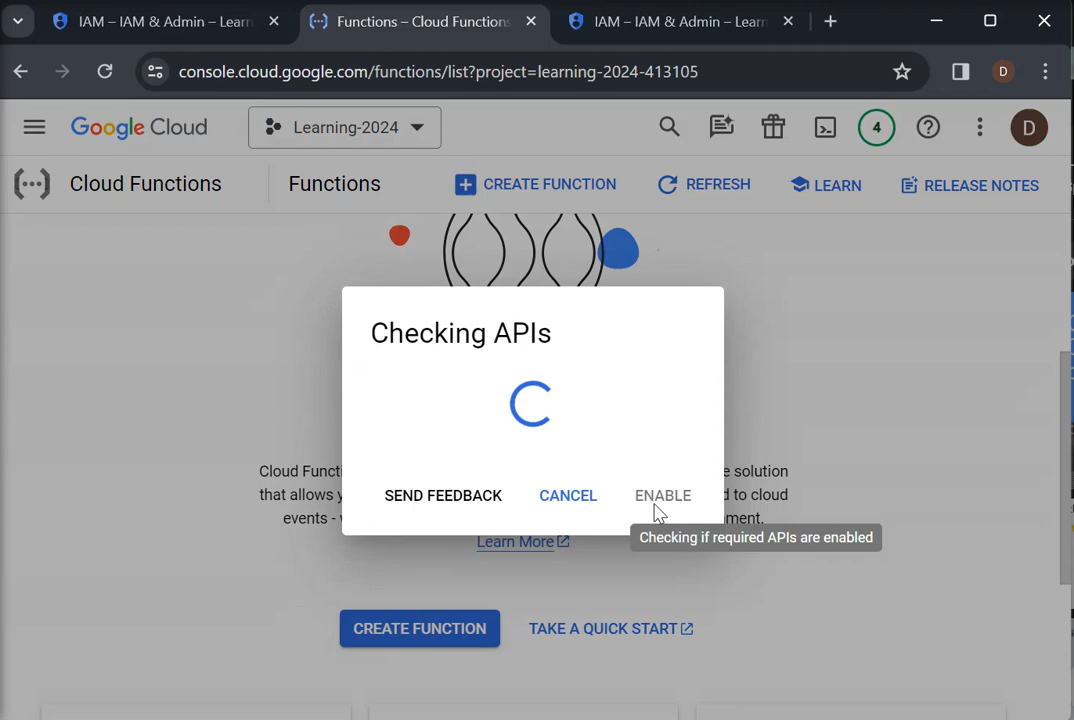 IAM – IAM & Admin – Learn
Functions – Cloud Functions
IAM – IAM & Admin – Learn
console.cloud.google.com/functions/list?project=learning-2024-413105
D
Google Cloud
Learning-2024
4
D
Cloud Functions
Functions
CREATE FUNCTION
REFRESH
LEARN
RELEASE NOTES
Checking APIs
Cloud Functi
e solution
that allows y
d to cloud
events -
ment.
SEND FEEDBACK
CANCEL
ENABLE
Checking if required APIs are enabled
Learn More
CREATE FUNCTION
TAKE A QUICK START